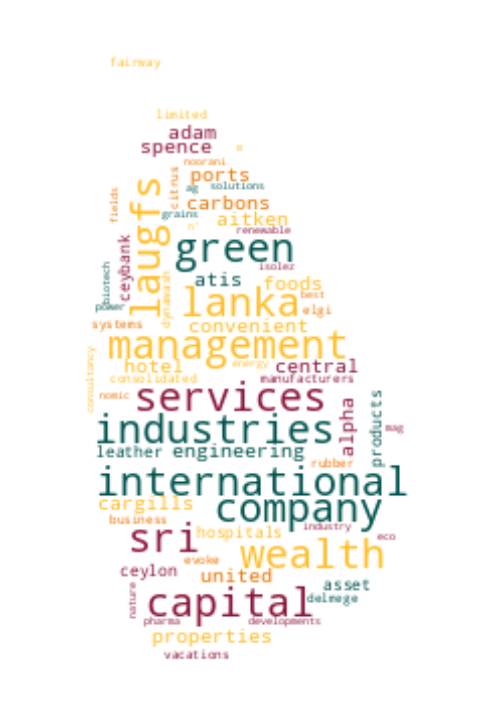 fairway
limited
adam
spence
e
noorani
ports
citrus
ag
solutions
fields
laugfs
carbons
grains
aitken
n'
renewable
green
ceybank
isolez
biotech
atis
foods
dynawash
lanka
best
power
elgi
systems
convenient
management
hotel
energy
central
consultancy
consolidated
manufacturers
nomic
services
products
alpha
industries
mag
leather
engineering
rubber
international
cargills
company
business
industry
sri
hospitals
eco
wealth
evoke
ceylon
united
asset
nature
capital
delmege
pharma
developments
properties
vacations